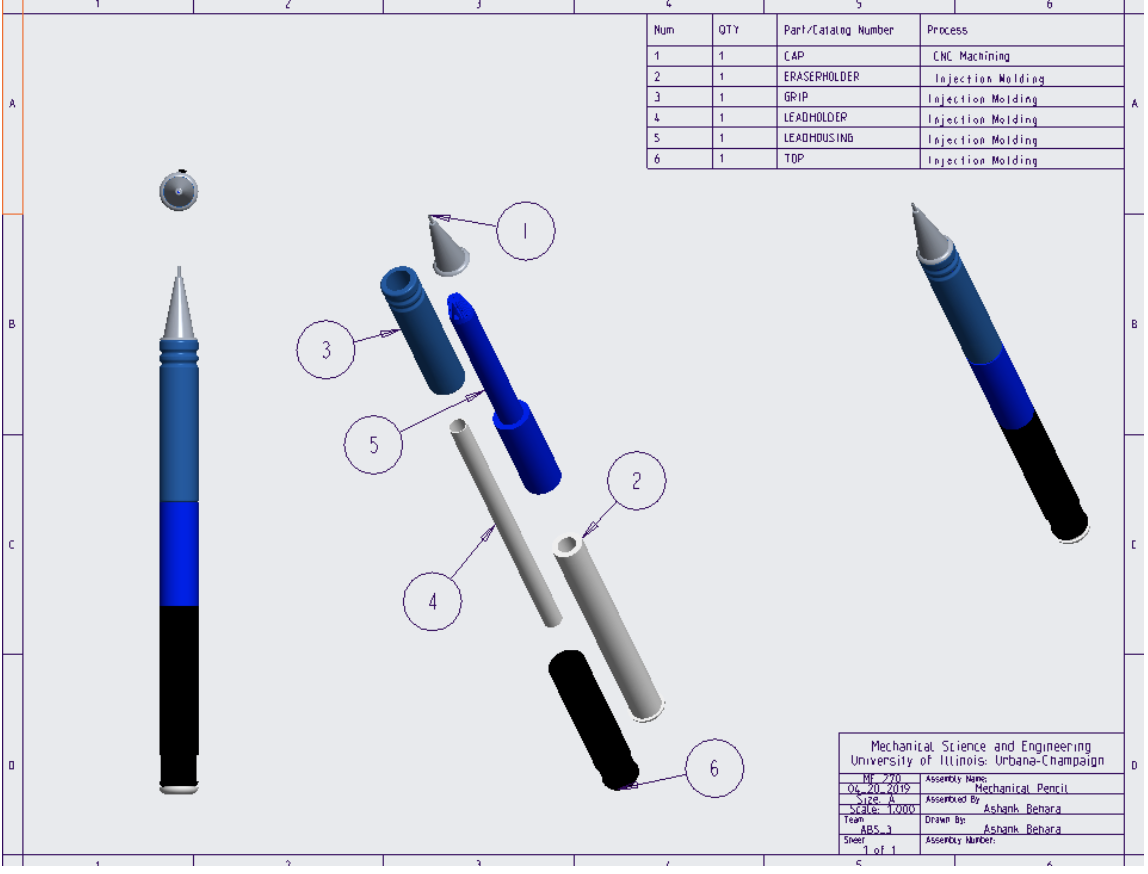 1 2 3 4 5 6
Num QTY Part/Catalog Number Process
1 1 CAP CNC Machining
2 1 ERASERHOLDER Injection Molding
3 1 GRIP Injection Molding
4 1 LEADHOLDER Injection Molding
5 1 LEADHOUSING Injection Molding
6 1 TOP Injection Molding
A A
1
B B
3
5
2
C C
4
6
D D
Mechanical Science and Engineering
University of Illinois: Urbana-Champaign
ME 270
04_20_2019
Assembly Name:
Mechanical Pencil
Size: A
Scale: 1.000
Assembled By
Ashank Behara
Team
ABS_3
Drawn By:
Ashank Behara
Sheet
1 of 1
Assembly Number:
1 2 3 4 5 6